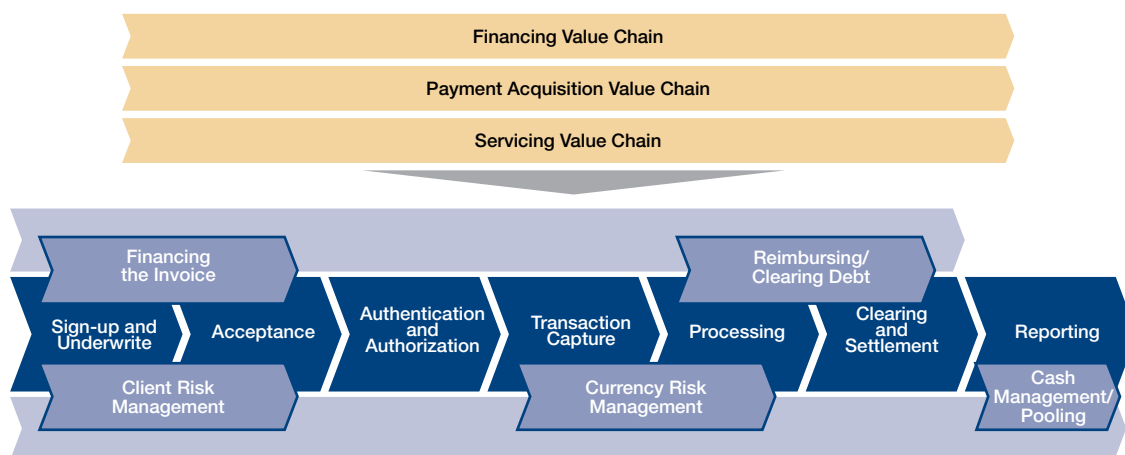 Financing Value Chain
Payment Acquisition Value Chain
Servicing Value Chain
Financing
the Invoice
Reimbursing/
Clearing Debt
Sign-up and
Underwrite
Acceptance
Authentication
and
Authorization
Transaction
Capture
Processing
Clearing
and
Settlement
Reporting
Client Risk
Management
Currency Risk
Management
Cash
Management/
Pooling